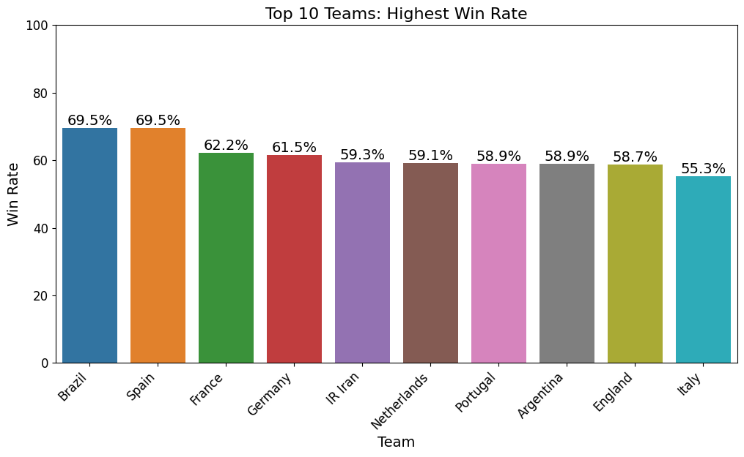 Top 10 Teams: Highest Win Rate
100
80
60
40
20
0
Win Rate
69.5%
69.5%
62.2%
61.5%
59.3%
59.1%
58.9%
58.9%
58.7%
55.3%
Brazil
Spain
France
Germany
IR Iran
Netherlands
Portugal
Argentina
England
Italy
Team